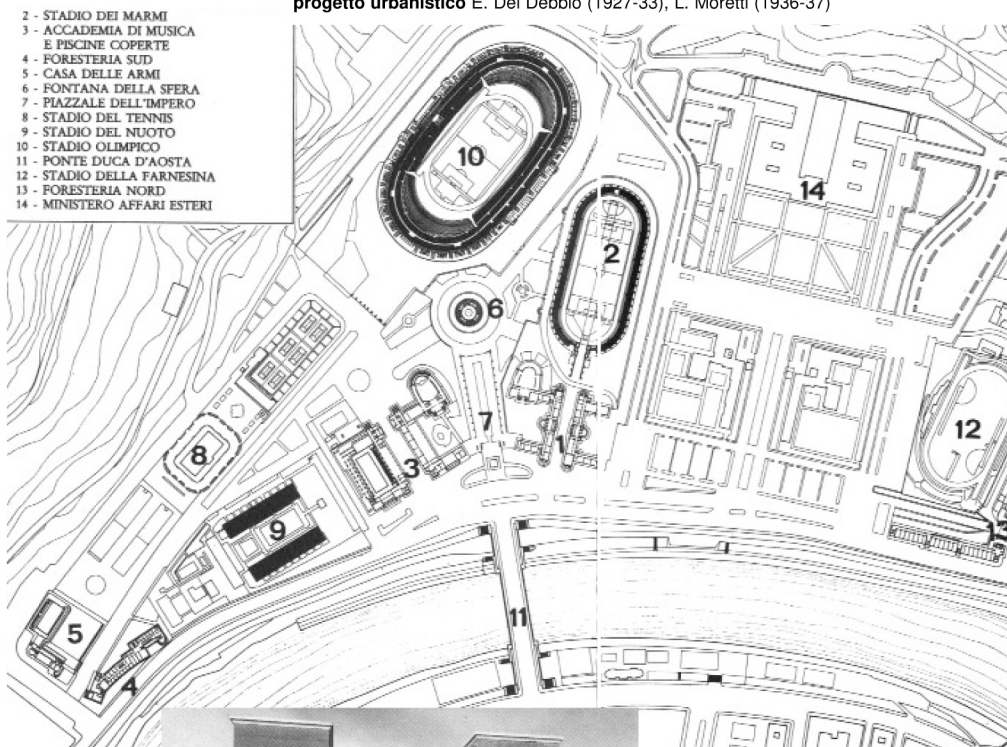 progetto urbanistico E. Del Debbio (1927-33), L. Moretti (1936-37)
2 - STADIO DEI MARMI
3 - ACCADEMIA DI MUSICA
E PISCINE COPERTE
4 - FORESTERIA SUD
5 - CASA DELLE ARMI
6 - FONTANA DELLA SFERA
7 - PIAZZALE DELL'IMPERO
8 - STADIO DEL TENNIS
9 - STADIO DEL NUOTO
10 - STADIO OLIMPICO
11 - PONTE DUCA D'AOSTA
12 - STADIO DELLA FARNESINA
13 - FORESTERIA NORD
14 - MINISTERO AFFARI ESTERI
10
14
2
6
7
1
12
8
3
9
11
5
4